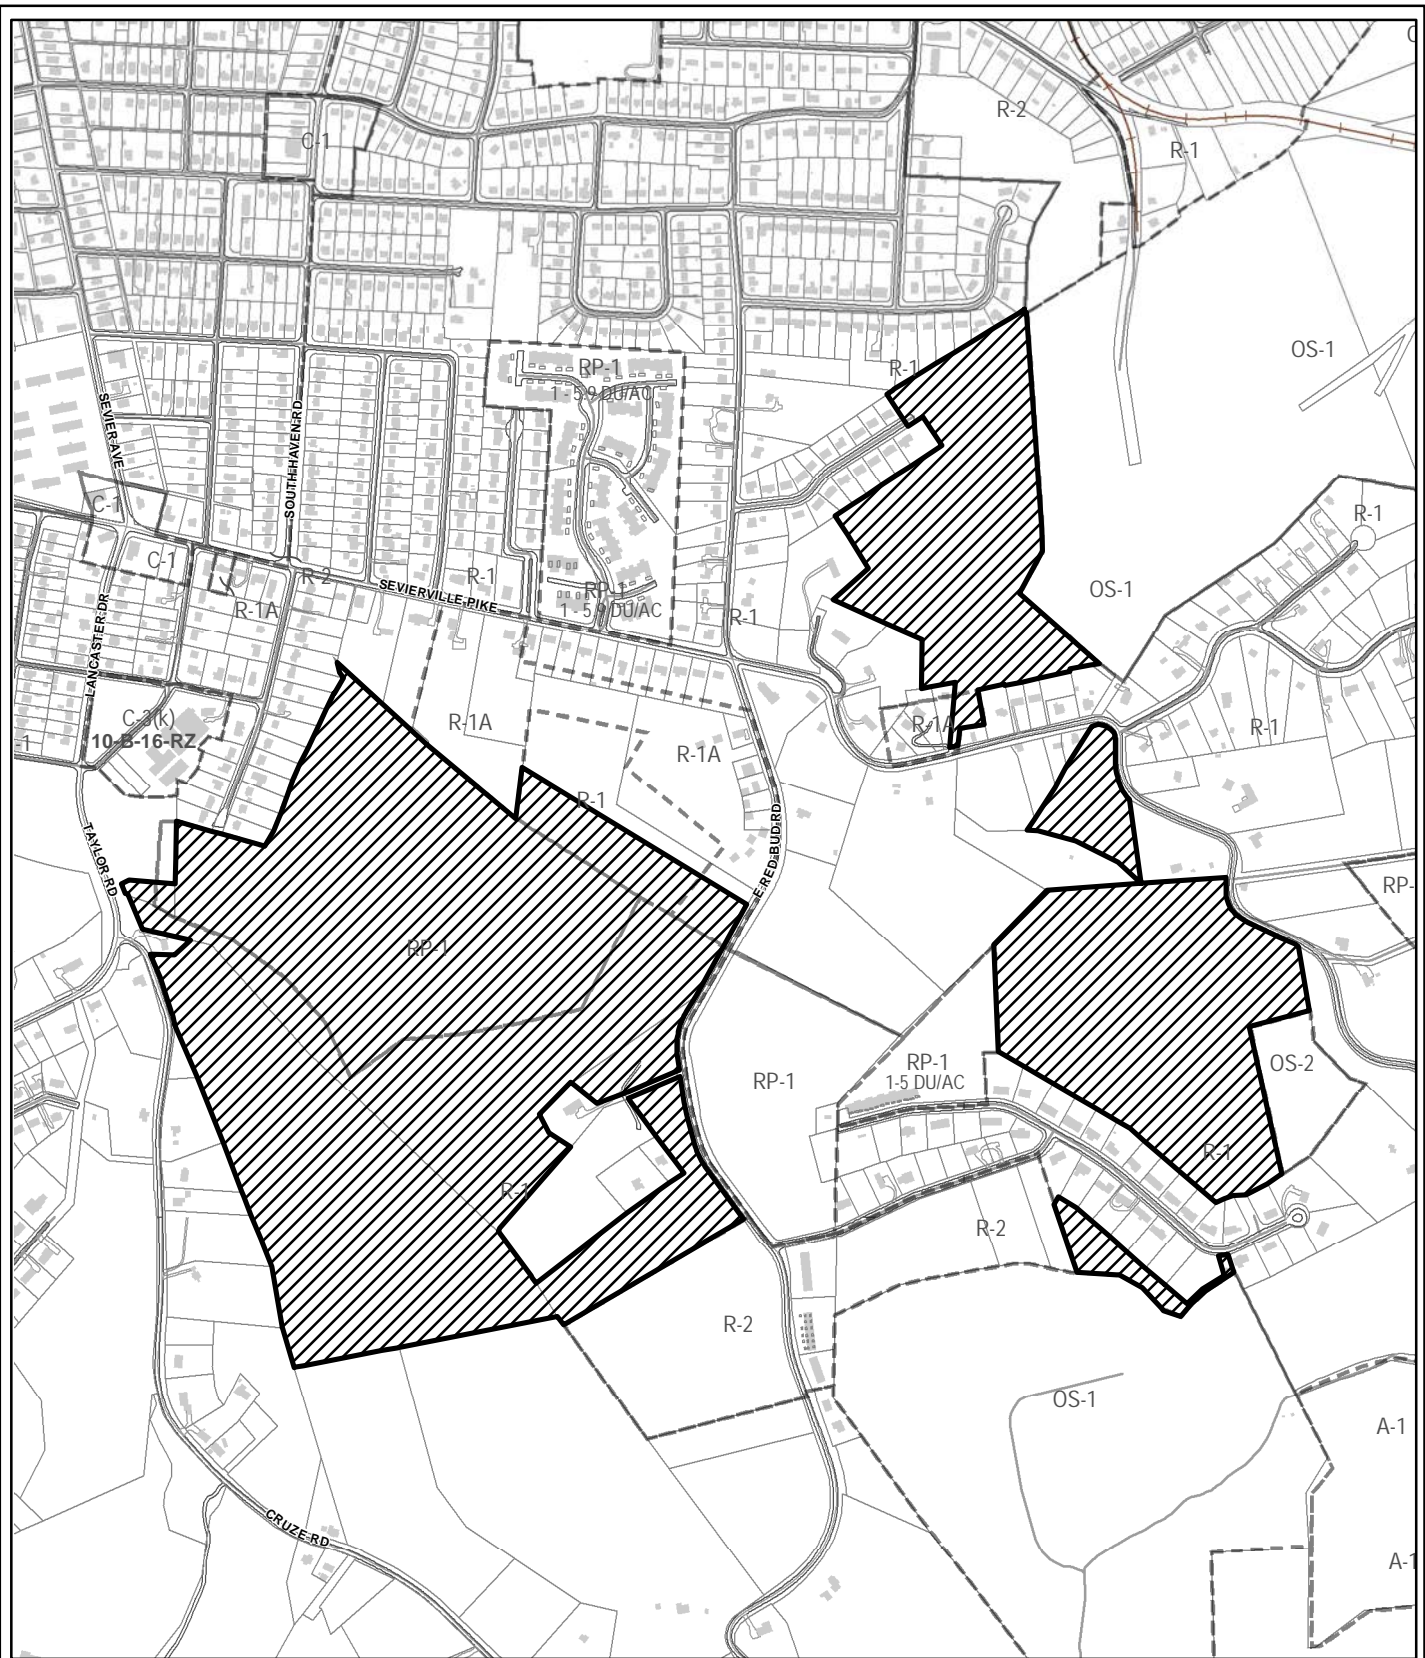 R-2
C-1
R-1
OS-1
RP-1
1 - 5.9 DU/AC
R-1
SEVIER AVE
SOUTHHAVEN RD
C-1
R-1
C-1
R-2
R-1
SEVIERVILLE PIKE
RP-1
1 - 5.9 DU/AC
OS-1
R-1A
LANCASTER DR
R-1
C-3(k)
10-B-16-RZ
-1
R-1A
R-1A
R-1A
R-1
R-1
TAYLOR RD
E RED BUD RD
RP-
RP-1
RP-1
RP-1
1-5 DU/AC
OS-2
R-1
R-1
R-2
R-2
OS-1
A-1
CRUZE RD
A-1